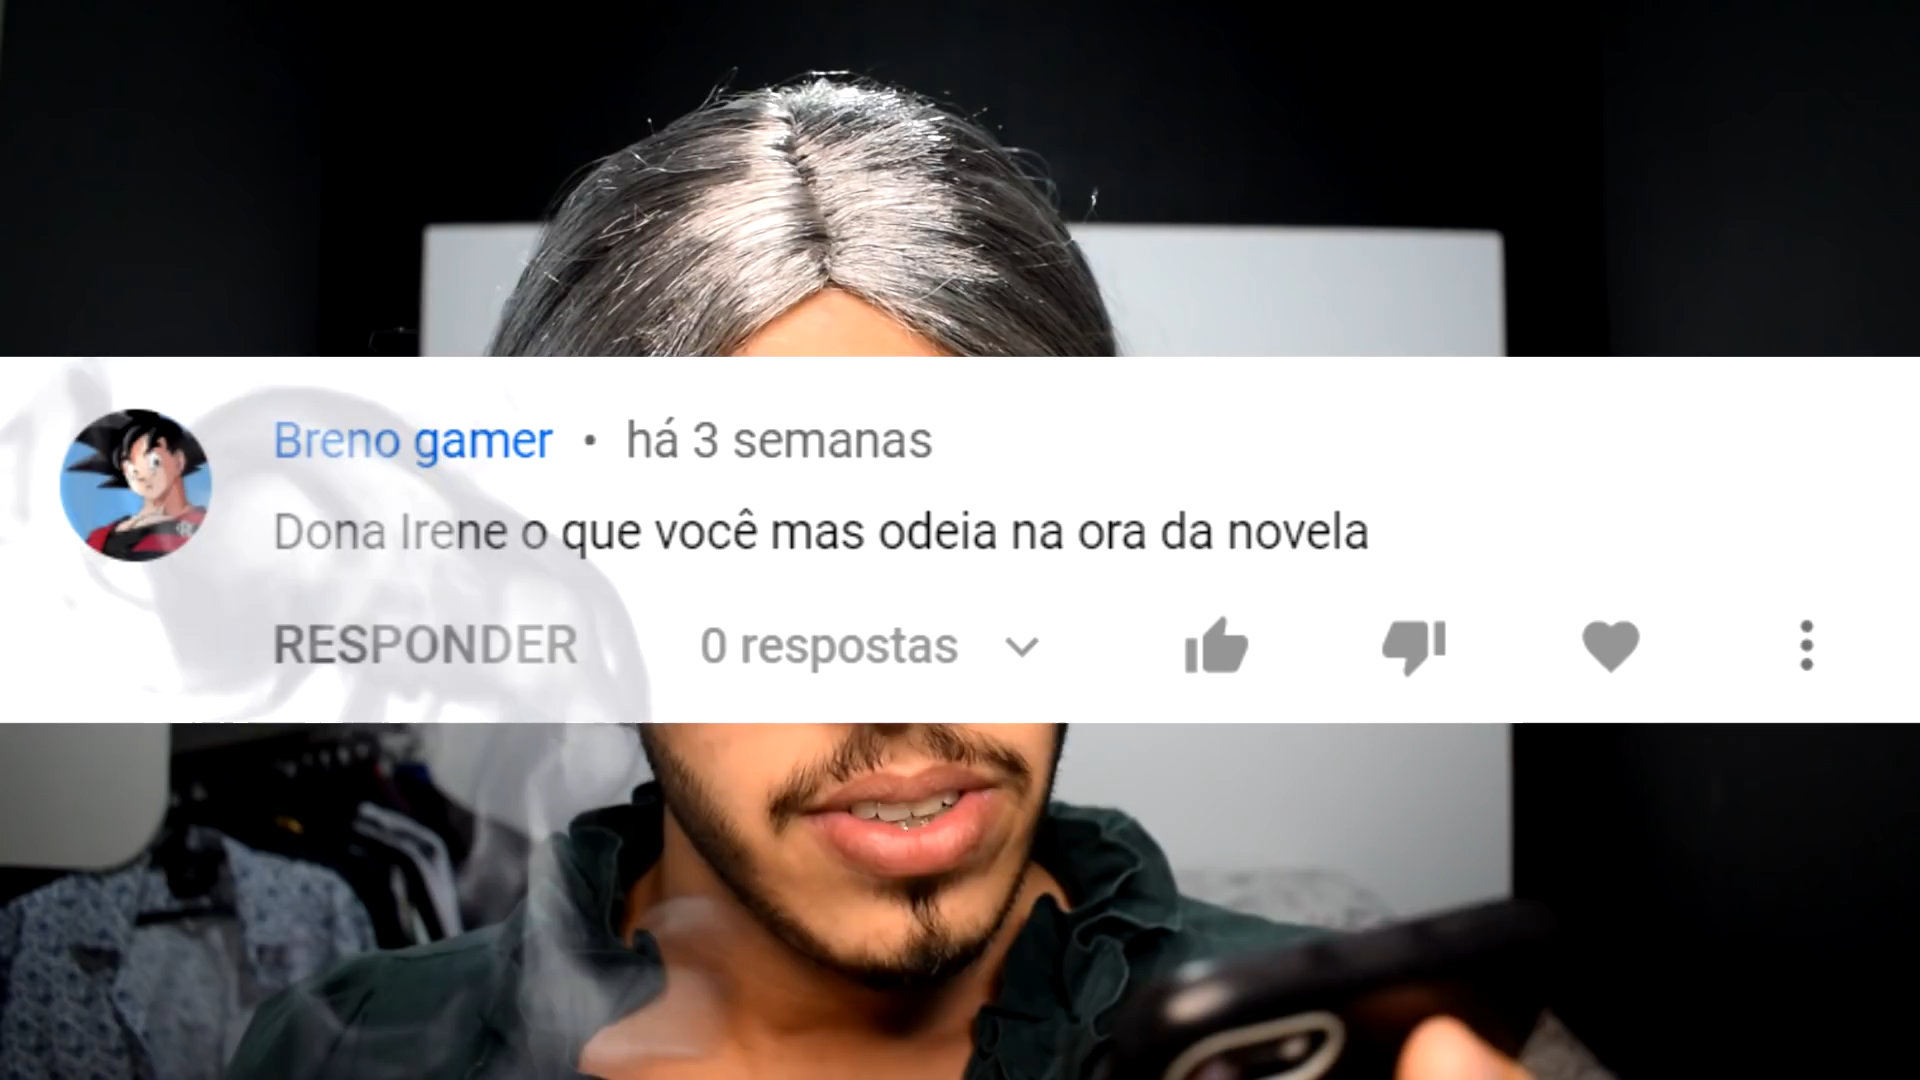 Breno gamer • há 3 semanas
Dona Irene o que você mas odeia na ora da novela
RESPONDER 0 respostas